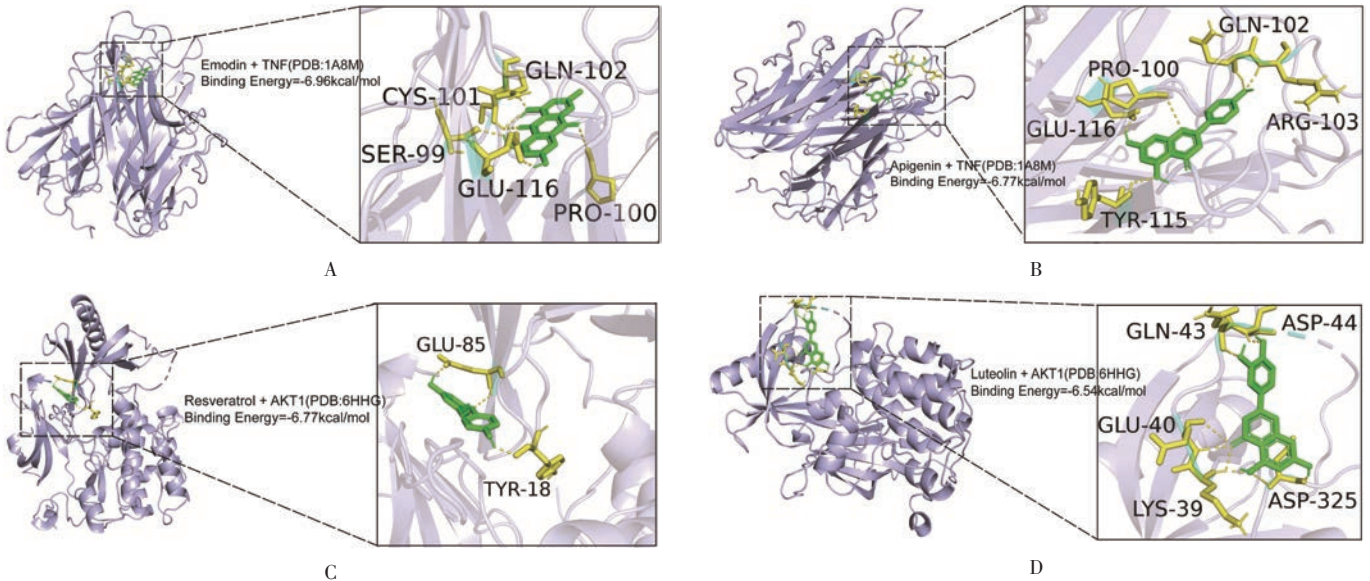 Emodin + TNF(PDB:1A8M)
Binding Energy=-6.96kcal/mol
GLN-102
CYS-101
SER-99
GLU-116
PRO-100
A
Apigenin + TNF(PDB:1A8M)
Binding Energy=-6.77kcal/mol
GLN-102
PRO-100
GLU-116
ARG-103
TYR-115
B
Resveratrol + AKT1(PDB:6HHG)
Binding Energy=-6.77kcal/mol
GLU-85
TYR-18
C
Luteolin + AKT1(PDB:6HHG)
Binding Energy=-6.54kcal/mol
GLN-43
ASP-44
GLU-40
LYS-39
ASP-325
D